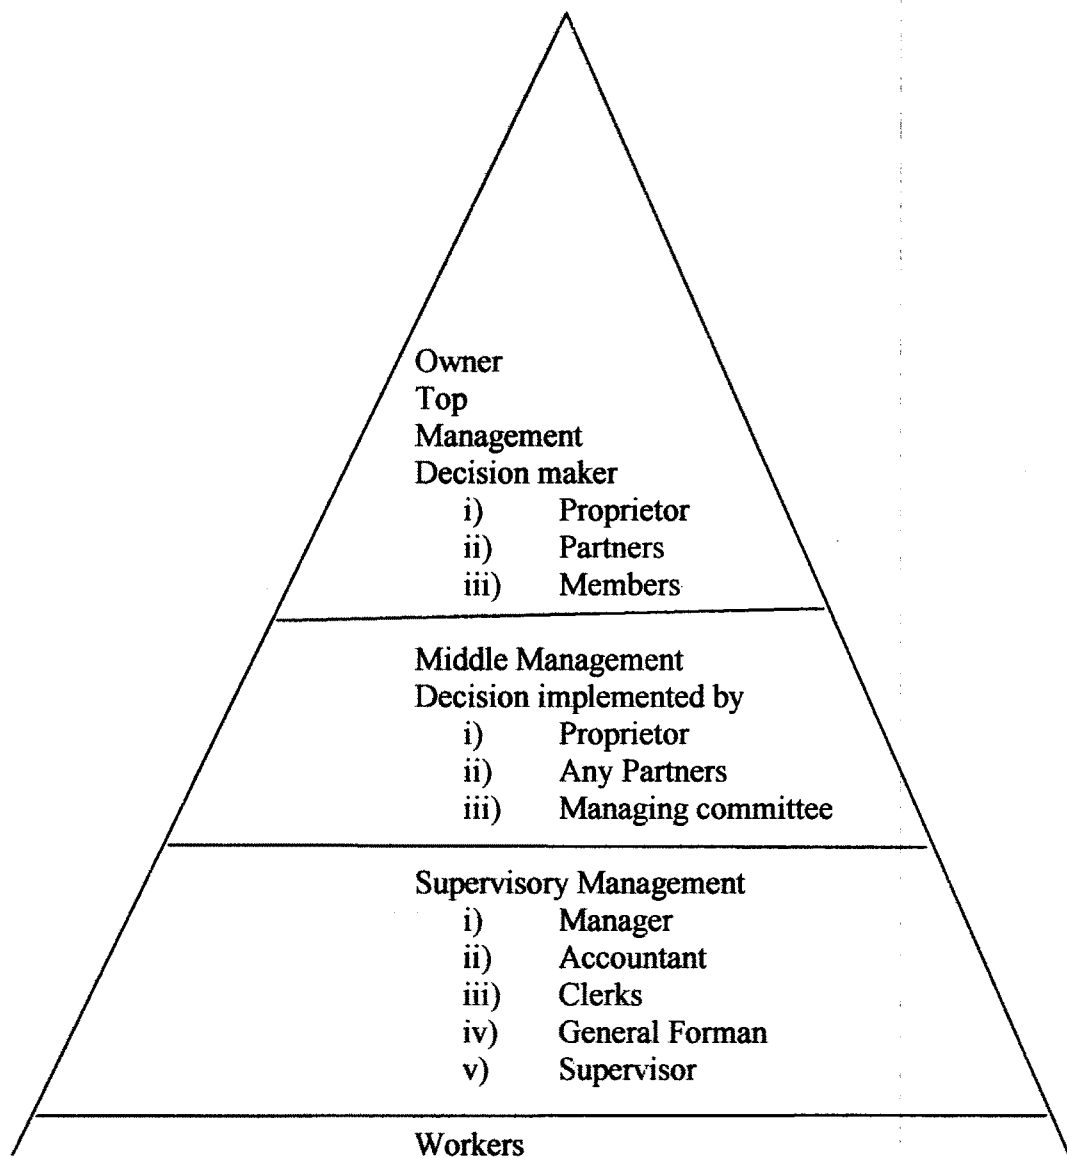 Owner
Top
Management
Decision maker
i) Proprietor
ii) Partners
iii) Members
Middle Management
Decision implemented by
i) Proprietor
ii) Any Partners
iii) Managing committee
Supervisory Management
i) Manager
ii) Accountant
iii) Clerks
iv) General Forman
v) Supervisor
Workers